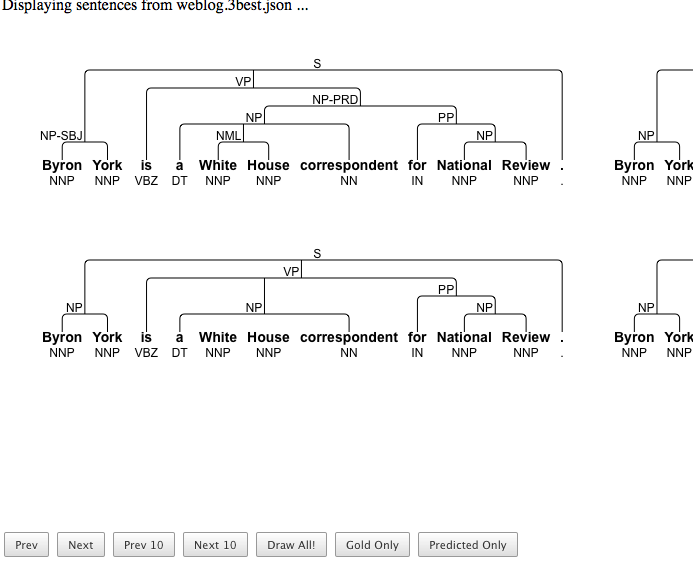 Displaying sentences from weblog.3best.json ...
S
VP
NP-PRD
NP PP
NP-SBJ NML NP NP
Byron York is a White House correspondent for National Review . Byron York
NNP NNP VBZ DT NNP NNP NN IN NNP NNP . NNP NNP
S
VP
PP
NP NP NP NP
Byron York is a White House correspondent for National Review . Byron York
NNP NNP VBZ DT NNP NNP NN IN NNP NNP . NNP NNP
Prev Next Prev 10 Next 10 Draw All! Gold Only Predicted Only